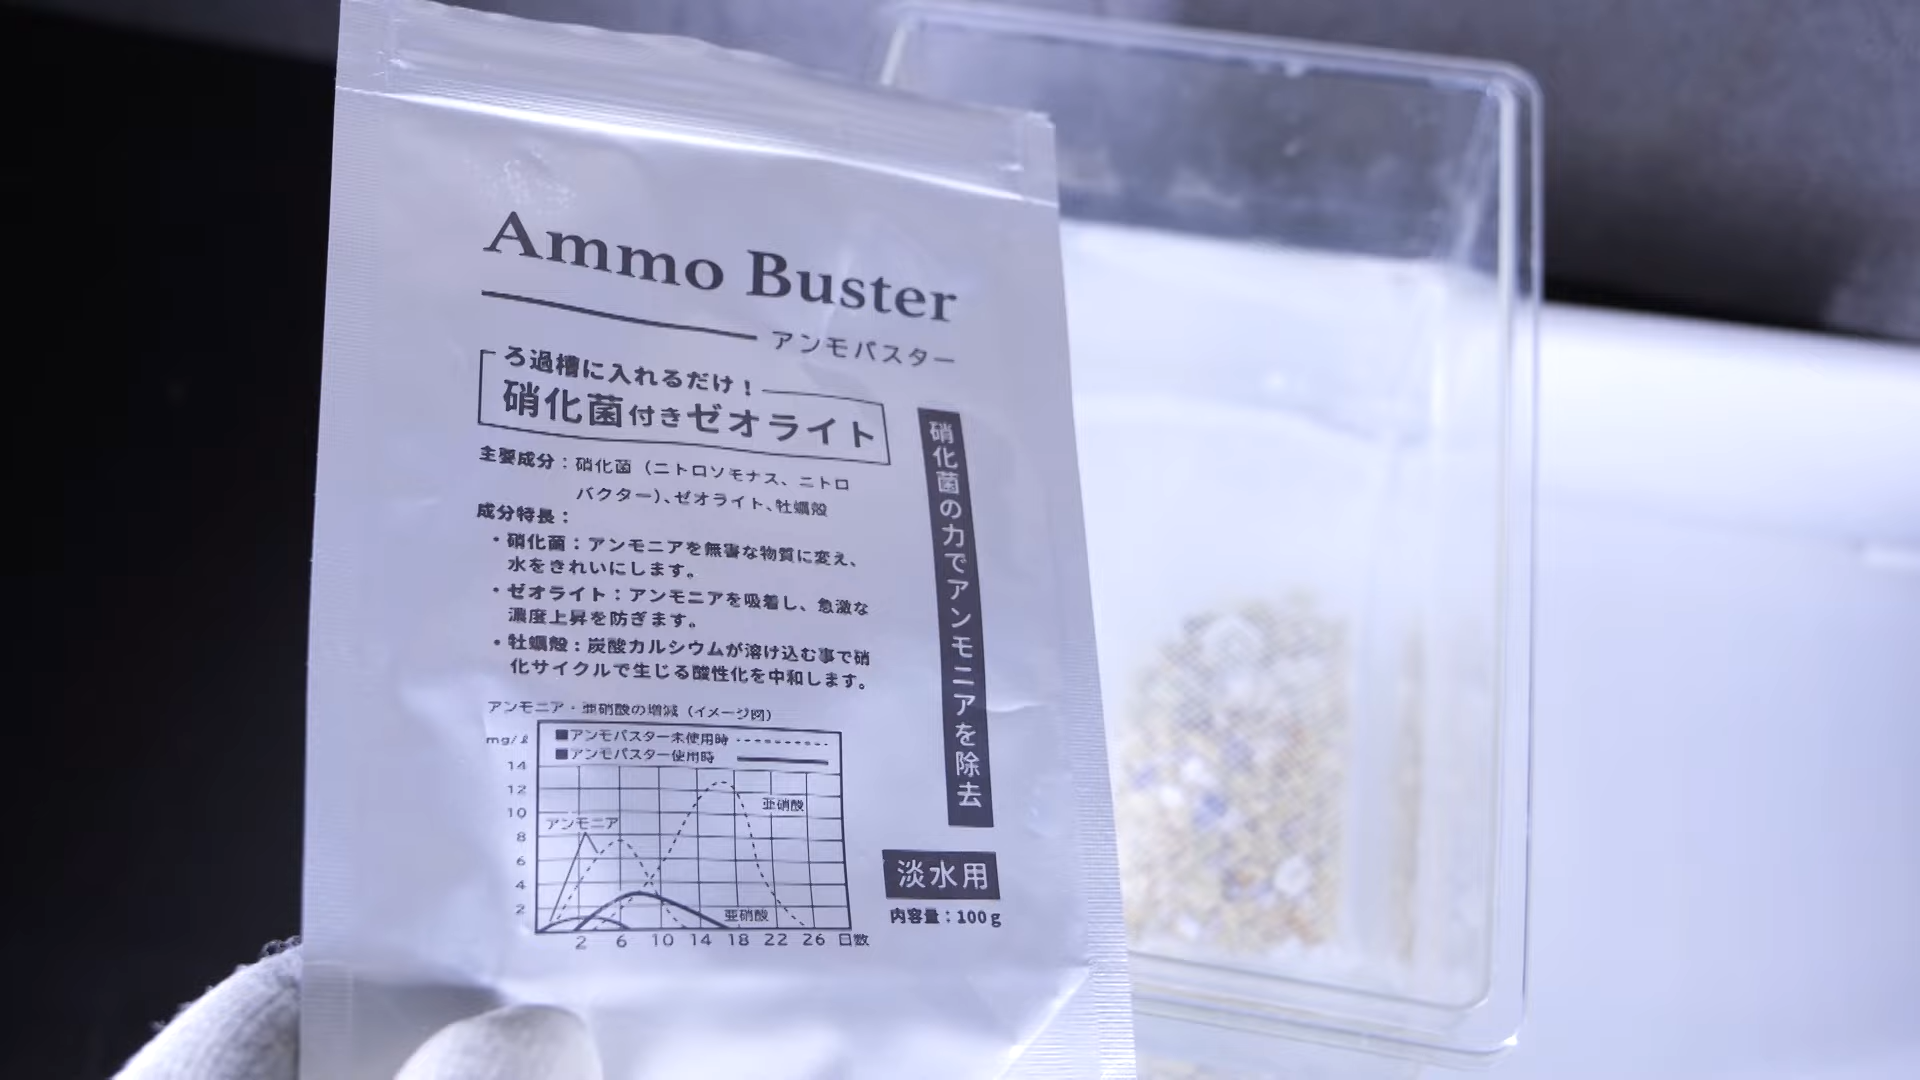 Ammo Buster
アンモバスター
ろ過槽に入れるだけ！
硝化菌付きゼオライト
主要成分：硝化菌（ニトロソモナス、ニトロ
バクター）、ゼオライト、牡蠣殻
成分特長：
・硝化菌：アンモニアを無害な物質に変え、
水をきれいにします。
・ゼオライト：アンモニアを吸着し、急激な
濃度上昇を防ぎます。
・牡蠣殻：炭酸カルシウムが溶け込む事で硝
化サイクルで生じる酸性化を中和します。
硝化菌の力でアンモニアを除去
アンモニア・亜硝酸の増減（イメージ図）
mg/ℓ
■アンモバスター未使用時
■アンモバスター使用時
14
12
10
8
6
4
2
アンモニア
亜硝酸
亜硝酸
2 6 10 14 18 22 26 日数
淡水用
内容量：100g